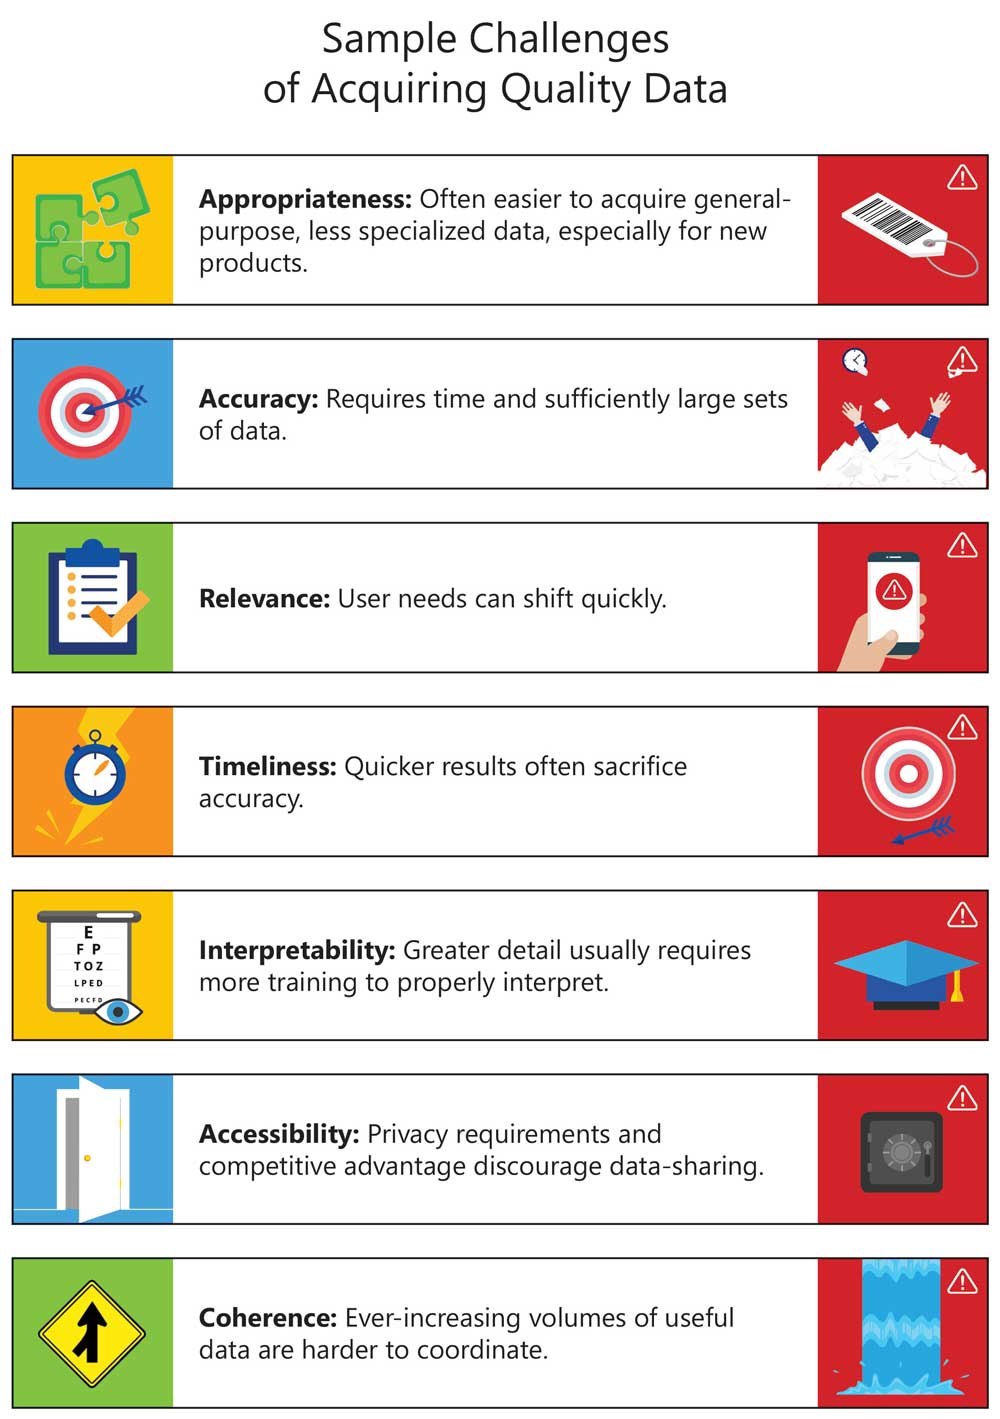 Sample Challenges
of Acquiring Quality Data
Appropriateness: Often easier to acquire general-
purpose, less specialized data, especially for new
products.
Accuracy: Requires time and sufficiently large sets
of data.
Relevance: User needs can shift quickly.
Timeliness: Quicker results often sacrifice
accuracy.
E
F P
T O Z
L P E D
P E C F D
Interpretability: Greater detail usually requires
more training to properly interpret.
Accessibility: Privacy requirements and
competitive advantage discourage data-sharing.
Coherence: Ever-increasing volumes of useful
data are harder to coordinate.